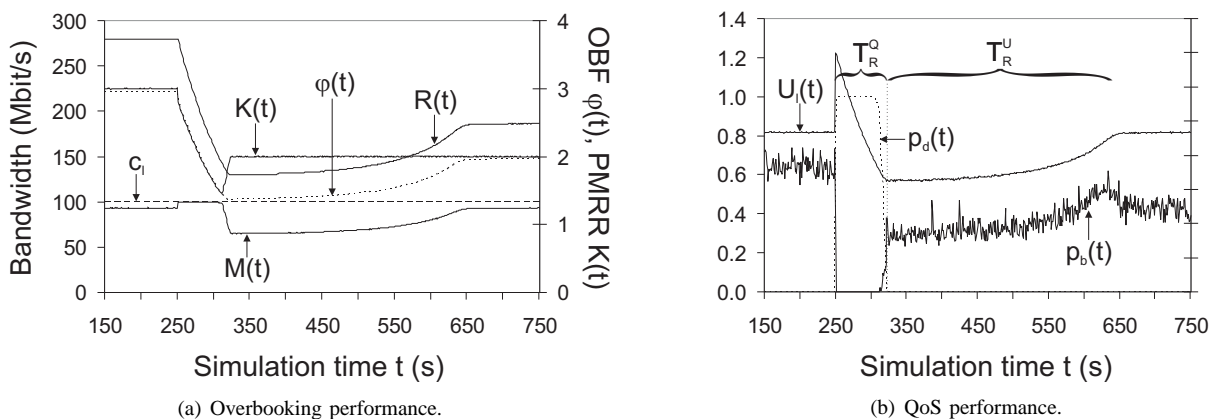 300
250
200
150
100
50
0
Bandwidth (Mbit/s)
4
3
2
1
0
OBF φ(t), PMRR K(t)
K(t)
φ(t)
R(t)
c_l
M(t)
150 250 350 450 550 650 750
Simulation time t (s)
(a) Overbooking performance.
1.4
1.2
1.0
0.8
0.6
0.4
0.2
0.0
T_R^Q
T_R^U
U_l(t)
p_d(t)
p_b(t)
150 250 350 450 550 650 750
Simulation time t (s)
(b) QoS performance.